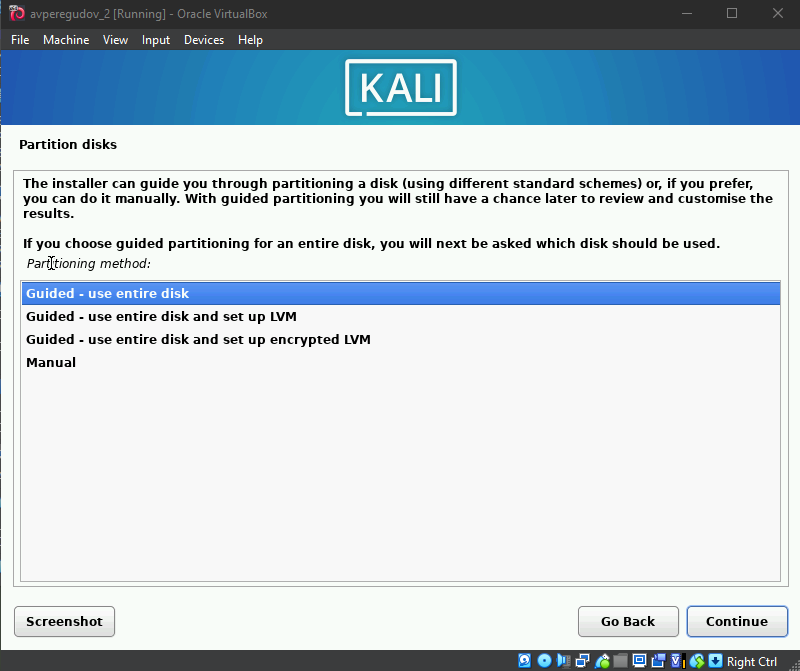 avperegudov_2 [Running] - Oracle VirtualBox
File Machine View Input Devices Help
KALI
Partition disks
The installer can guide you through partitioning a disk (using different standard schemes) or, if you prefer,
you can do it manually. With guided partitioning you will still have a chance later to review and customise the
results.
If you choose guided partitioning for an entire disk, you will next be asked which disk should be used.
Partitioning method:
Guided - use entire disk
Guided - use entire disk and set up LVM
Guided - use entire disk and set up encrypted LVM
Manual
Screenshot Go Back Continue
Right Ctrl